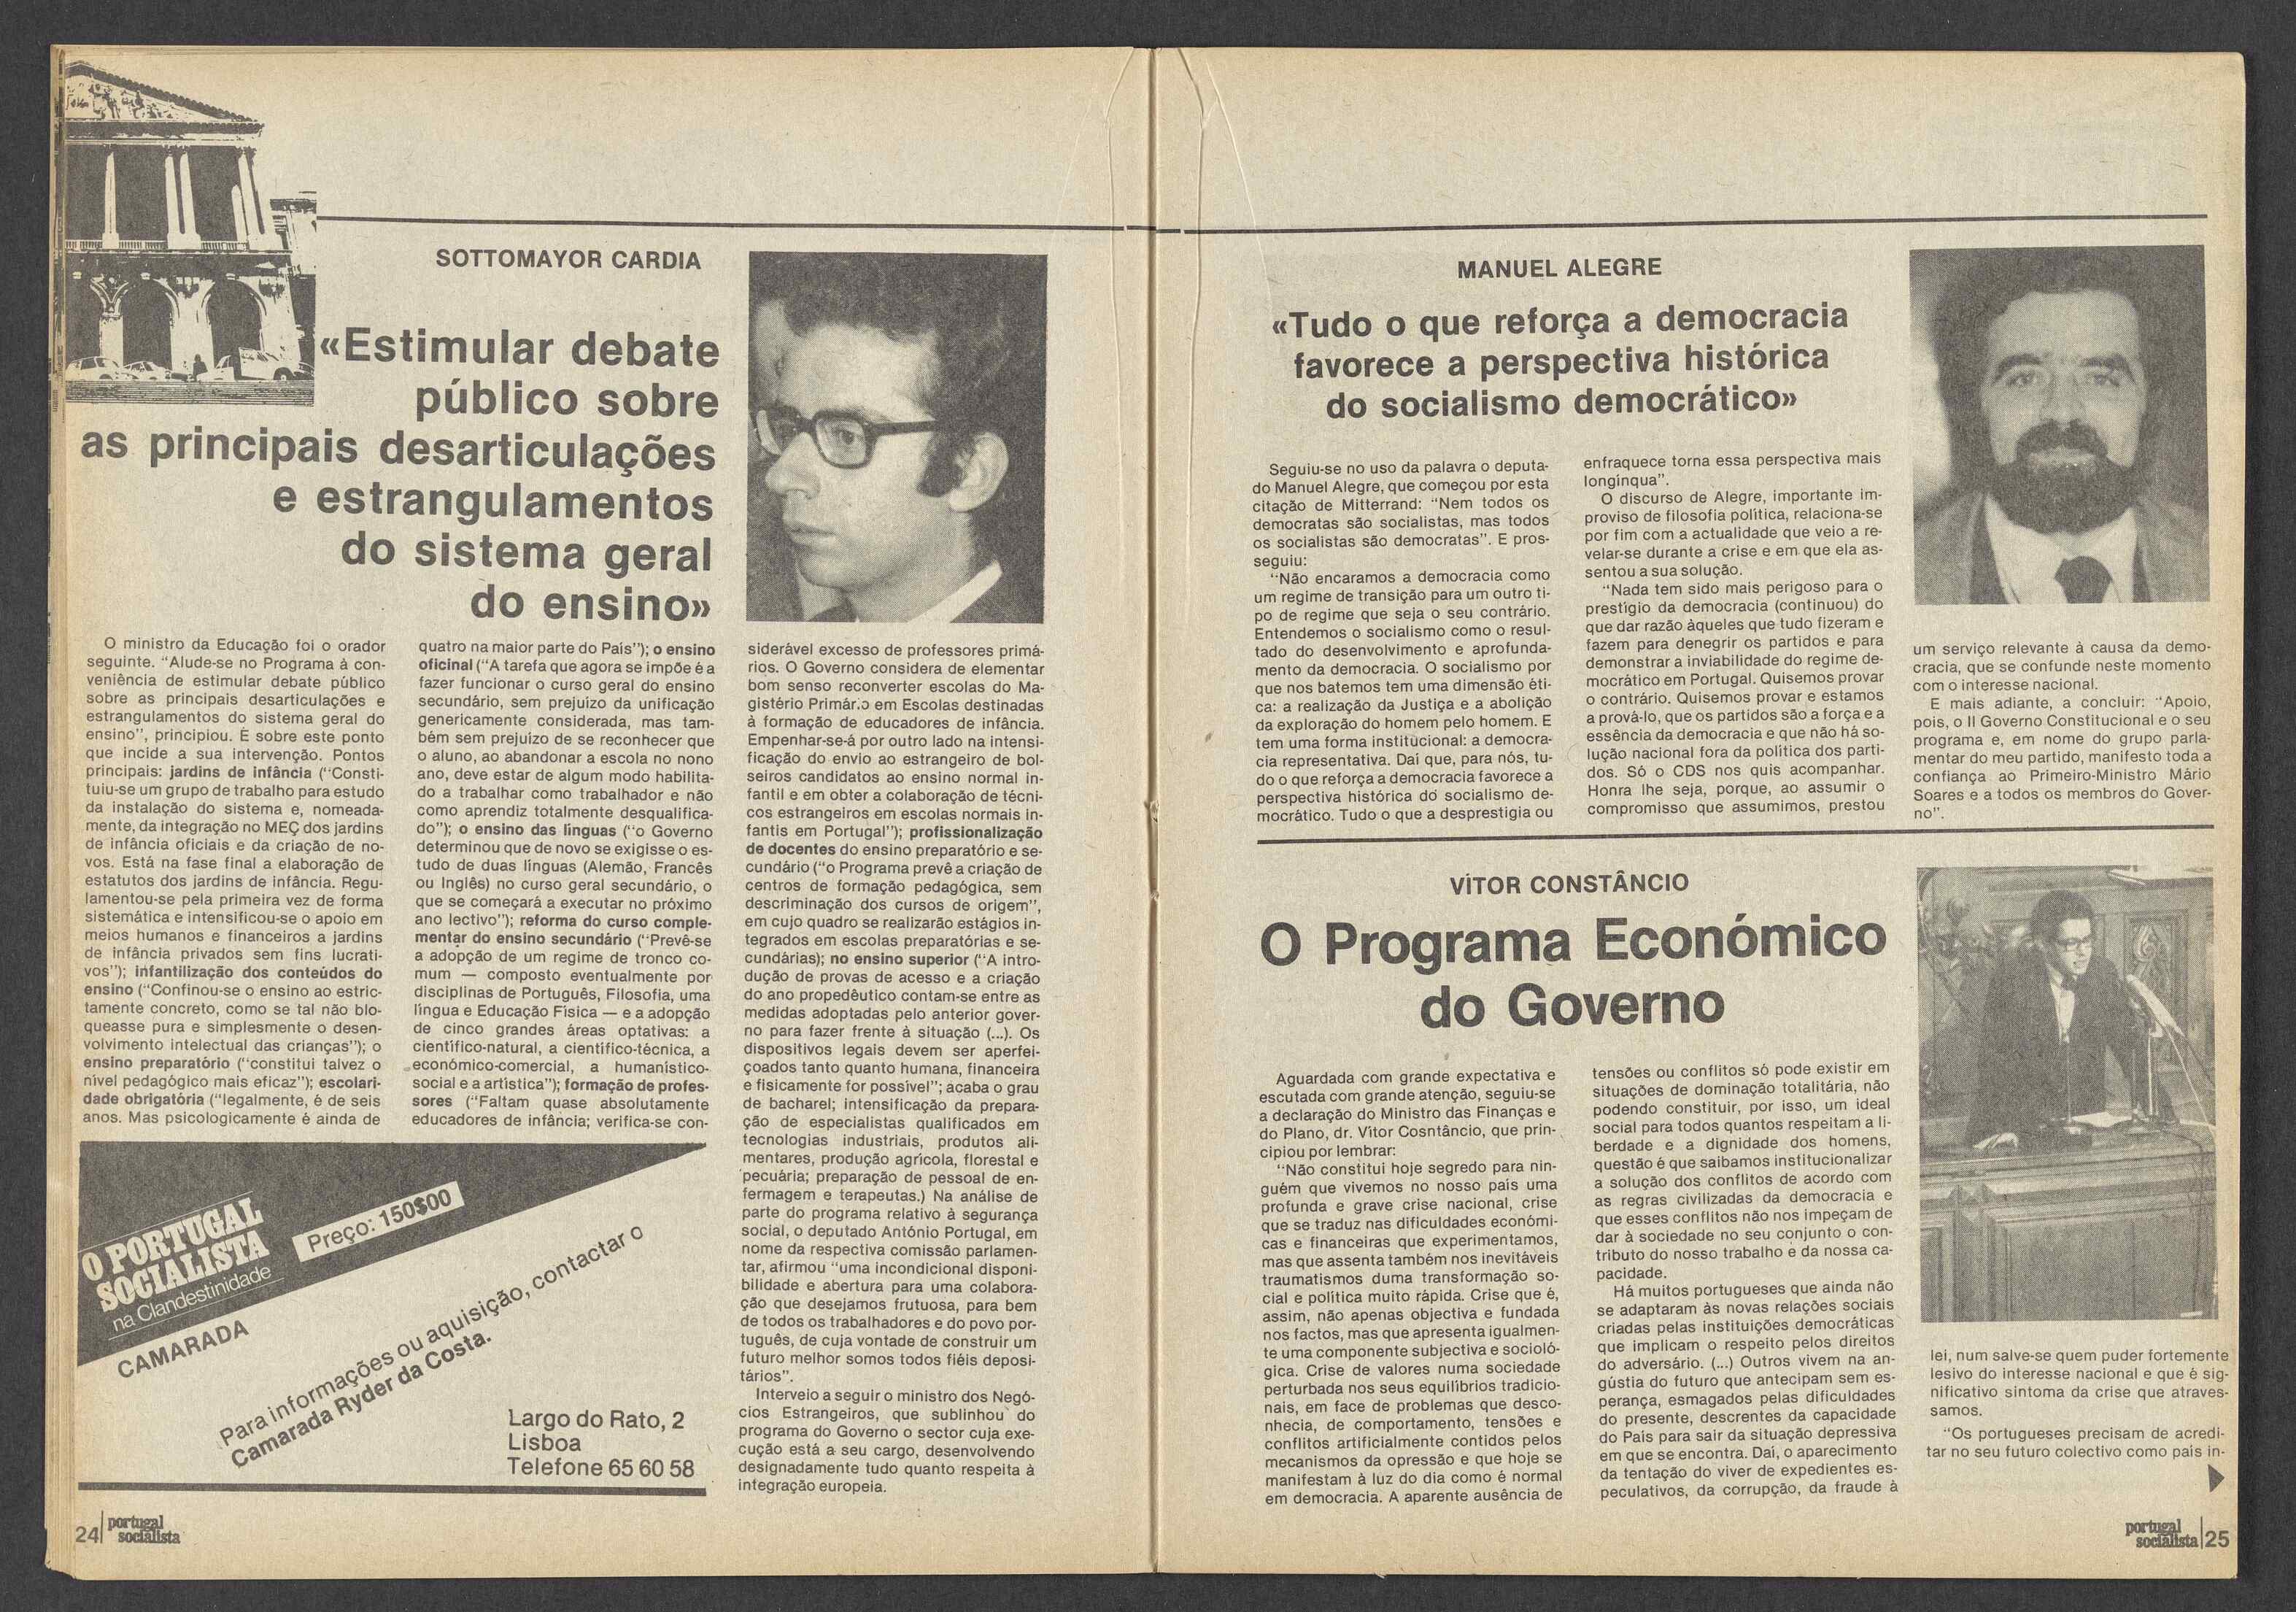 SOTTOMAYOR CARDIA
«Estimular debate
público sobre
as principais desarticulações
e estrangulamentos
do sistema geral
do ensino»
O ministro da Educação foi o orador
seguinte. “Alude-se no Programa à con-
veniência de estimular debate público
sobre as principais desarticulações e
estrangulamentos do sistema geral do
ensino”, principiou. É sobre este ponto
que incide a sua intervenção. Pontos
principais: jardins de infância (“Consti-
tuiu-se um grupo de trabalho para estudo
da instalação do sistema e, nomeada-
mente, da integração no MEC dos jardins
de infância oficiais e da criação de no-
vos. Está na fase final a elaboração de
estatutos dos jardins de infância. Regu-
lamentou-se pela primeira vez de forma
sistemática e intensificou-se o apoio em
meios humanos e financeiros a jardins
de infância privados sem fins lucrati-
vos”); infantilização dos conteúdos do
ensino (“Confinou-se o ensino ao estric-
tamente concreto, como se tal não blo-
queasse pura e simplesmente o desen-
volvimento intelectual das crianças”); o
ensino preparatório (“constitui talvez o
nível pedagógico mais eficaz”); escolari-
dade obrigatória (“legalmente, é de seis
anos. Mas psicologicamente é ainda de
quatro na maior parte do País”); o ensino
oficinal (“A tarefa que agora se impõe é a
fazer funcionar o curso geral do ensino
secundário, sem prejuízo da unificação
genericamente considerada, mas tam-
bém sem prejuízo de se reconhecer que
o aluno, ao abandonar a escola no nono
ano, deve estar de algum modo habilita-
do a trabalhar como trabalhador e não
como aprendiz totalmente desqualifica-
do”); o ensino das línguas (“o Governo
determinou que de novo se exigisse o es-
tudo de duas línguas (Alemão, Francês
ou Inglês) no curso geral secundário, o
que se começará a executar no próximo
ano lectivo”); reforma do curso comple-
mentar do ensino secundário (“Prevê-se
a adopção de um regime de tronco co-
mum — composto eventualmente por
disciplinas de Português, Filosofia, uma
língua e Educação Física — e a adopção
de cinco grandes áreas optativas: a
científico-natural, a científico-técnica, a
económico-comercial, a humanístico-
social e a artística”); formação de profes-
sores (“Faltam quase absolutamente
educadores de infância; verifica-se con-
siderável excesso de professores primá-
rios. O Governo considera de elementar
bom senso reconverter escolas do Ma-
gistério Primário em Escolas destinadas
à formação de educadores de infância.
Empenhar-se-á por outro lado na intensi-
ficação do envio ao estrangeiro de bol-
seiros candidatos ao ensino normal in-
fantil e em obter a colaboração de técni-
cos estrangeiros em escolas normais in-
fantis em Portugal”); profissionalização
de docentes do ensino preparatório e se-
cundário (“o Programa prevê a criação de
centros de formação pedagógica, sem
descriminação dos cursos de origem”,
em cujo quadro se realizarão estágios in-
tegrados em escolas preparatórias e se-
cundárias); no ensino superior (“A intro-
dução de provas de acesso e a criação
do ano propedêutico contam-se entre as
medidas adoptadas pelo anterior gover-
no para fazer frente à situação (...). Os
dispositivos legais devem ser aperfei-
çoados tanto quanto humana, financeira
e fisicamente for possível”; acaba o grau
de bacharel; intensificação da prepara-
ção de especialistas qualificados em
tecnologias industriais, produtos ali-
mentares, produção agrícola, florestal e
pecuária; preparação de pessoal de en-
fermagem e terapeutas.) Na análise de
parte do programa relativo à segurança
social, o deputado António Portugal, em
nome da respectiva comissão parlamen-
tar, afirmou “uma incondicional disponi-
bilidade e abertura para uma colabora-
ção que desejamos frutuosa, para bem
de todos os trabalhadores e do povo por-
tuguês, de cuja vontade de construir um
futuro melhor somos todos fiéis deposi-
tários”.
Interveio a seguir o ministro dos Negó-
cios Estrangeiros, que sublinhou do
programa do Governo o sector cuja exe-
cução está a seu cargo, desenvolvendo
designadamente tudo quanto respeita à
integração europeia.
O PORTUGAL
SOCIALISTA
na Clandestinidade
Preço: 150$00
CAMARADA
Para informações ou aquisição, contactar o
Camarada Ryder da Costa.
Largo do Rato, 2
Lisboa
Telefone 65 60 58
24 portugal
socialista
MANUEL ALEGRE
«Tudo o que reforça a democracia
favorece a perspectiva histórica
do socialismo democrático»
Seguiu-se no uso da palavra o deputa-
do Manuel Alegre, que começou por esta
citação de Mitterrand: “Nem todos os
democratas são socialistas, mas todos
os socialistas são democratas”. E pros-
seguiu:
“Não encaramos a democracia como
um regime de transição para um outro ti-
po de regime que seja o seu contrário.
Entendemos o socialismo como o resul-
tado do desenvolvimento e aprofunda-
mento da democracia. O socialismo por
que nos batemos tem uma dimensão éti-
ca: a realização da Justiça e a abolição
da exploração do homem pelo homem. E
tem uma forma institucional: a democra-
cia representativa. Daí que, para nós, tu-
do o que reforça a democracia favorece a
perspectiva histórica do socialismo de-
mocrático. Tudo o que a desprestigia ou
enfraquece torna essa perspectiva mais
longínqua”.
O discurso de Alegre, importante im-
proviso de filosofia política, relaciona-se
por fim com a actualidade que veio a re-
velar-se durante a crise e em que ela as-
sentou a sua solução.
“Nada tem sido mais perigoso para o
prestígio da democracia (continuou) do
que dar razão àqueles que tudo fizeram e
fazem para denegrir os partidos e para
demonstrar a inviabilidade do regime de-
mocrático em Portugal. Quisemos provar
o contrário. Quisemos provar e estamos
a prová-lo, que os partidos são a força e a
essência da democracia e que não há so-
lução nacional fora da política dos parti-
dos. Só o CDS nos quis acompanhar.
Honra lhe seja, porque, ao assumir o
compromisso que assumimos, prestou
um serviço relevante à causa da demo-
cracia, que se confunde neste momento
com o interesse nacional.
E mais adiante, a concluir: “Apoio,
pois, o II Governo Constitucional e o seu
programa e, em nome do grupo parla-
mentar do meu partido, manifesto toda a
confiança ao Primeiro-Ministro Mário
Soares e a todos os membros do Gover-
no”.
VÍTOR CONSTÂNCIO
O Programa Económico
do Governo
Aguardada com grande expectativa e
escutada com grande atenção, seguiu-se
a declaração do Ministro das Finanças e
do Plano, dr. Vítor Cosntâncio, que prin-
cipiou por lembrar:
“Não constitui hoje segredo para nin-
guém que vivemos no nosso país uma
profunda e grave crise nacional, crise
que se traduz nas dificuldades económi-
cas e financeiras que experimentamos,
mas que assenta também nos inevitáveis
traumatismos duma transformação so-
cial e política muito rápida. Crise que é,
assim, não apenas objectiva e fundada
nos factos, mas que apresenta igualmen-
te uma componente subjectiva e socioló-
gica. Crise de valores numa sociedade
perturbada nos seus equilíbrios tradicio-
nais, em face de problemas que desco-
nhecia, de comportamento, tensões e
conflitos artificialmente contidos pelos
mecanismos da opressão e que hoje se
manifestam à luz do dia como é normal
em democracia. A aparente ausência de
tensões ou conflitos só pode existir em
situações de dominação totalitária, não
podendo constituir, por isso, um ideal
social para todos quantos respeitam a li-
berdade e a dignidade dos homens,
questão é que saibamos institucionalizar
a solução dos conflitos de acordo com
as regras civilizadas da democracia e
que esses conflitos não nos impeçam de
dar à sociedade no seu conjunto o con-
tributo do nosso trabalho e da nossa ca-
pacidade.
Há muitos portugueses que ainda não
se adaptaram às novas relações sociais
criadas pelas instituições democráticas
que implicam o respeito pelos direitos
do adversário. (...) Outros vivem na an-
gústia do futuro que antecipam sem es-
perança, esmagados pelas dificuldades
do presente, descrentes da capacidade
do País para sair da situação depressiva
em que se encontra. Daí, o aparecimento
da tentação do viver de expedientes es-
peculativos, da corrupção, da fraude à
lei, num salve-se quem puder fortemente
lesivo do interesse nacional e que é sig-
nificativo sintoma da crise que atraves-
samos.
“Os portugueses precisam de acredi-
tar no seu futuro colectivo como país in-
portugal
socialista 25